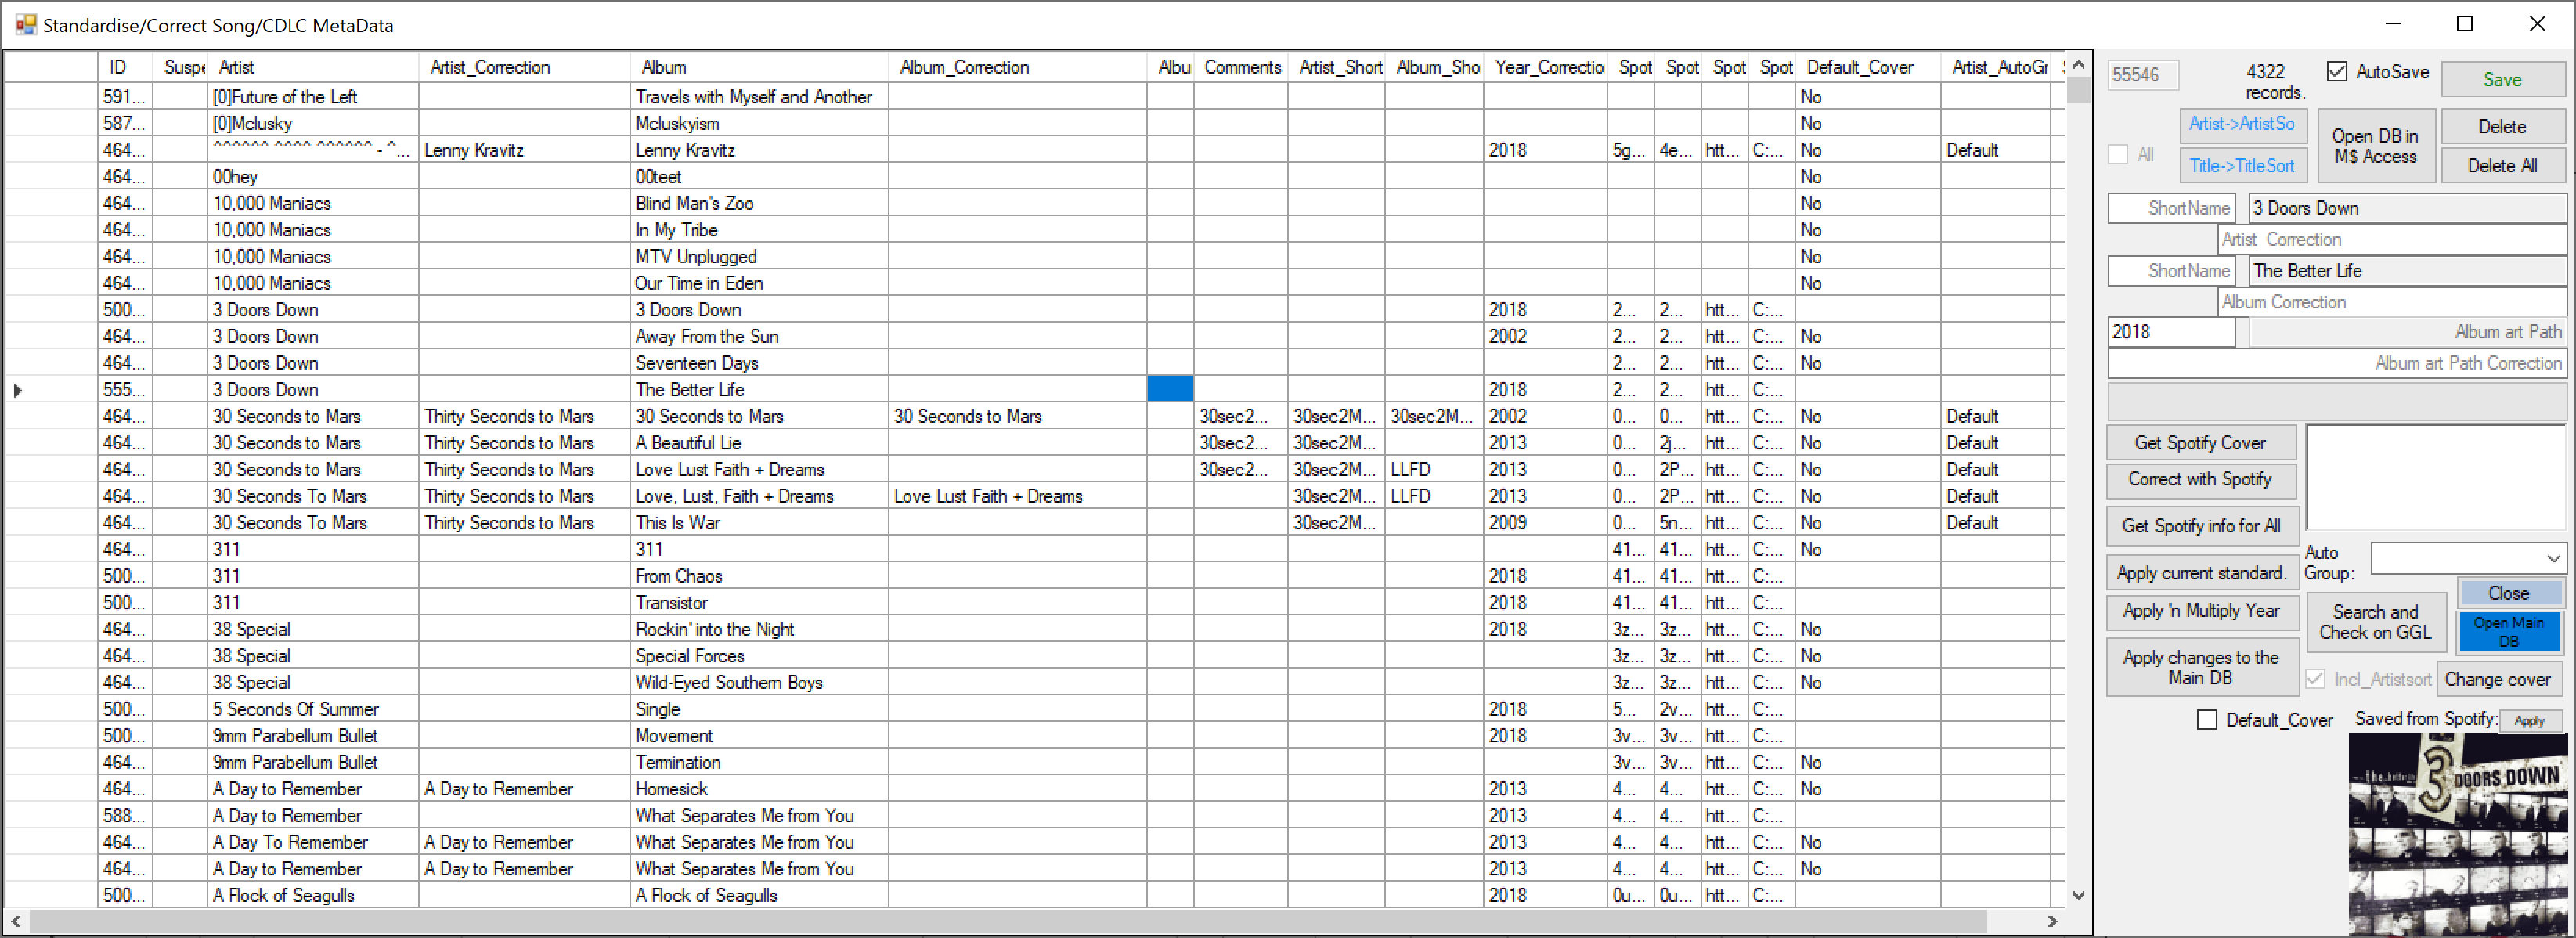 Standardise/Correct Song/CDLC MetaData
ID Suspe Artist Artist_Correction Album Album_Correction Albu Comments Artist_Short Album_Sho Year_Correctio Spot Spot Spot Spot Default_Cover Artist_AutoGr
591... [0]Future of the Left Travels with Myself and Another No
587... [0]Mclusky Mcluskyism No
464... ^^^^^^ ^^^^ ^^^^^^ - ^... Lenny Kravitz Lenny Kravitz 2018 5g... 4e... htt... C:... No Default
464... 00hey 00teet No
464... 10,000 Maniacs Blind Man's Zoo No
464... 10,000 Maniacs In My Tribe No
464... 10,000 Maniacs MTV Unplugged No
464... 10,000 Maniacs Our Time in Eden No
500... 3 Doors Down 3 Doors Down 2018 2... 2... htt... C:...
464... 3 Doors Down Away From the Sun 2002 2... 2... htt... C:... No
464... 3 Doors Down Seventeen Days 2... 2... htt... C:... No
555... 3 Doors Down The Better Life 2018 2... 2... htt... C:...
464... 30 Seconds to Mars Thirty Seconds to Mars 30 Seconds to Mars 30 Seconds to Mars 30sec2... 30sec2M... 30sec2M... 2002 0... 0... htt... C:... No Default
464... 30 Seconds to Mars Thirty Seconds to Mars A Beautiful Lie 30sec2... 30sec2M... 2013 0... 2j... htt... C:... No Default
464... 30 Seconds to Mars Thirty Seconds to Mars Love Lust Faith + Dreams 30sec2... 30sec2M... LLFD 2013 0... 2P... htt... C:... No Default
464... 30 Seconds To Mars Thirty Seconds to Mars Love, Lust, Faith + Dreams Love Lust Faith + Dreams 30sec2M... LLFD 2013 0... 2P... htt... C:... No Default
464... 30 Seconds To Mars Thirty Seconds to Mars This Is War 30sec2M... 2009 0... 5n... htt... C:... No Default
464... 311 311 41... 41... htt... C:... No
500... 311 From Chaos 2018 41... 41... htt... C:...
500... 311 Transistor 2018 41... 41... htt... C:...
464... 38 Special Rockin' into the Night 2018 3z... 3z... htt... C:... No
464... 38 Special Special Forces 3z... 3z... htt... C:... No
464... 38 Special Wild-Eyed Southern Boys 3z... 3z... htt... C:... No
500... 5 Seconds Of Summer Single 2018 5... 2v... htt... C:...
500... 9mm Parabellum Bullet Movement 2018 3v... 3v... htt... C:...
464... 9mm Parabellum Bullet Termination 3v... 3v... htt... C:... No
464... A Day to Remember A Day to Remember Homesick 2013 4... 4... htt... C:... No
588... A Day to Remember What Separates Me from You 2013 4... 4... htt... C:...
464... A Day To Remember A Day to Remember What Separates Me from You 2013 4... 4... htt... C:... No
464... A Day to Remember A Day to Remember What Separates Me from You 2013 4... 4... htt... C:... No
500... A Flock of Seagulls A Flock of Seagulls 2018 0u... 0u... htt... C:...
55546 4322 records. AutoSave Save
Artist->ArtistSo Open DB in M$ Access Delete
All Title->TitleSort Delete All
ShortName 3 Doors Down
Artist Correction
ShortName The Better Life
Album Correction
2018 Album art Path
Album art Path Correction
Get Spotify Cover
Correct with Spotify
Get Spotify info for All
Auto Group:
Apply current standard.
Close
Apply 'n Multiply Year
Search and Check on GGL
Open Main DB
Apply changes to the Main DB
Incl_Artistsort Change cover
Default_Cover Saved from Spotify: Apply
3 DOORS DOWN